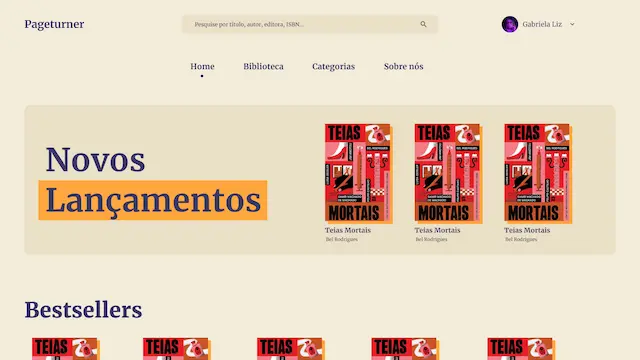 Pageturner
Pesquise por título, autor, editora, ISBN...
Gabriela Liz
Home
Biblioteca
Categorias
Sobre nós
Novos
Lançamentos
TEIAS
MORTAIS
Teias Mortais
Bel Rodrigues
TEIAS
MORTAIS
Teias Mortais
Bel Rodrigues
TEIAS
MORTAIS
Teias Mortais
Bel Rodrigues
Bestsellers
TEIAS
TEIAS
TEIAS
TEIAS
TEIAS